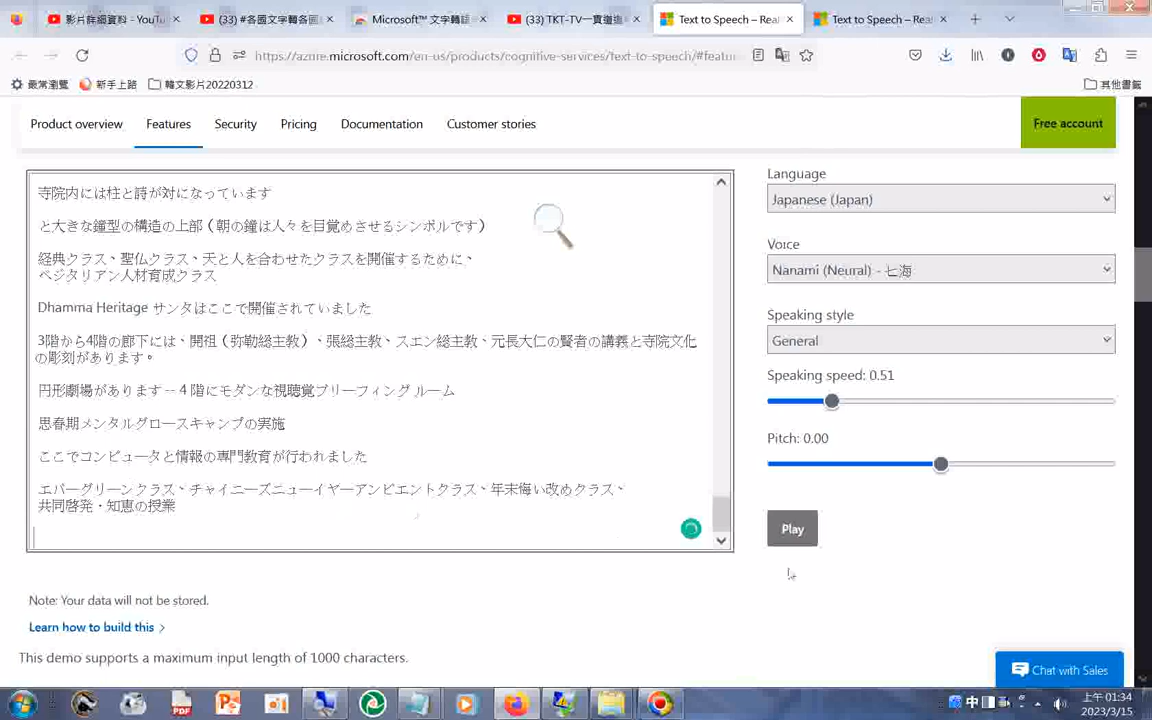 影片詳細資料 - YouTu
(33) #各國文字轉各國
Microsoft™ 文字轉語
(33) TKT-TV一貫道進
Text to Speech – Real
Text to Speech – Real
https://azure.microsoft.com/en-us/products/cognitive-services/text-to-speech/#featur
最常瀏覽
新手上路
韓文影片20220312
其他書籤
Product overview
Features
Security
Pricing
Documentation
Customer stories
Free account
寺院内には柱と詩が対になっています
と大きな鐘型の構造の上部（朝の鐘は人々を目覚めさせるシンボルです）
経典クラス、聖仏クラス、天と人を合わせたクラスを開催するために、
ベジタリアン人材育成クラス
Dhamma Heritage サンタはここで開催されていました
3階から4階の廊下には、開祖（弥勒総主教）、張総主教、スエン総主教、元長大仁の賢者の講義と寺院文化
の彫刻があります。
円形劇場があります -- 4 階にモダンな視聴覚ブリーフィング ルーム
思春期メンタルグロースキャンプの実施
ここでコンピュータと情報の専門教育が行われました
エバーグリーンクラス、チャイニーズニューイヤーアンビエントクラス、年末悔い改めクラス、
共同啓発・知恵の授業
Language
Japanese (Japan)
Voice
Nanami (Neural) - 七海
Speaking style
General
Speaking speed: 0.51
Pitch: 0.00
Play
Note: Your data will not be stored.
Learn how to build this
This demo supports a maximum input length of 1000 characters.
Chat with Sales
PDF
中
上午 01:34
2023/3/15